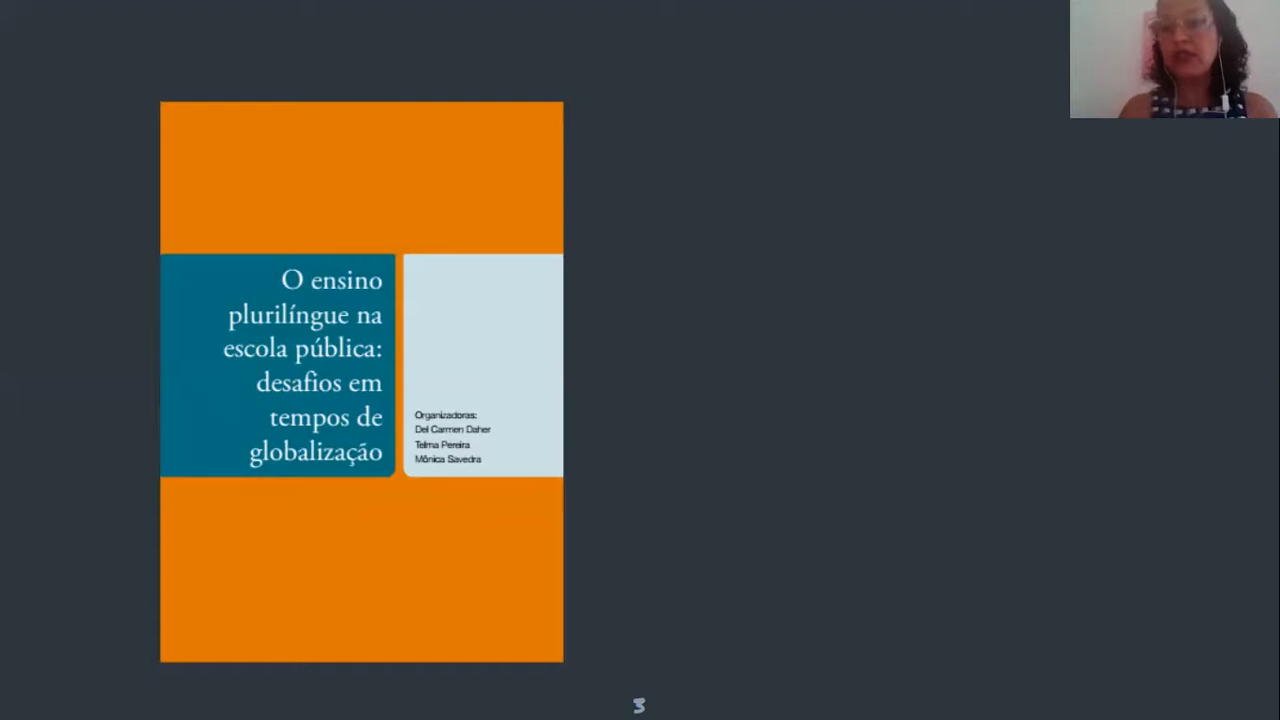 O ensino
plurilíngue na
escola pública:
desafios em
tempos de
globalização
Organizadoras:
Del Carmen Daher
Telma Pereira
Mônica Savedra
3